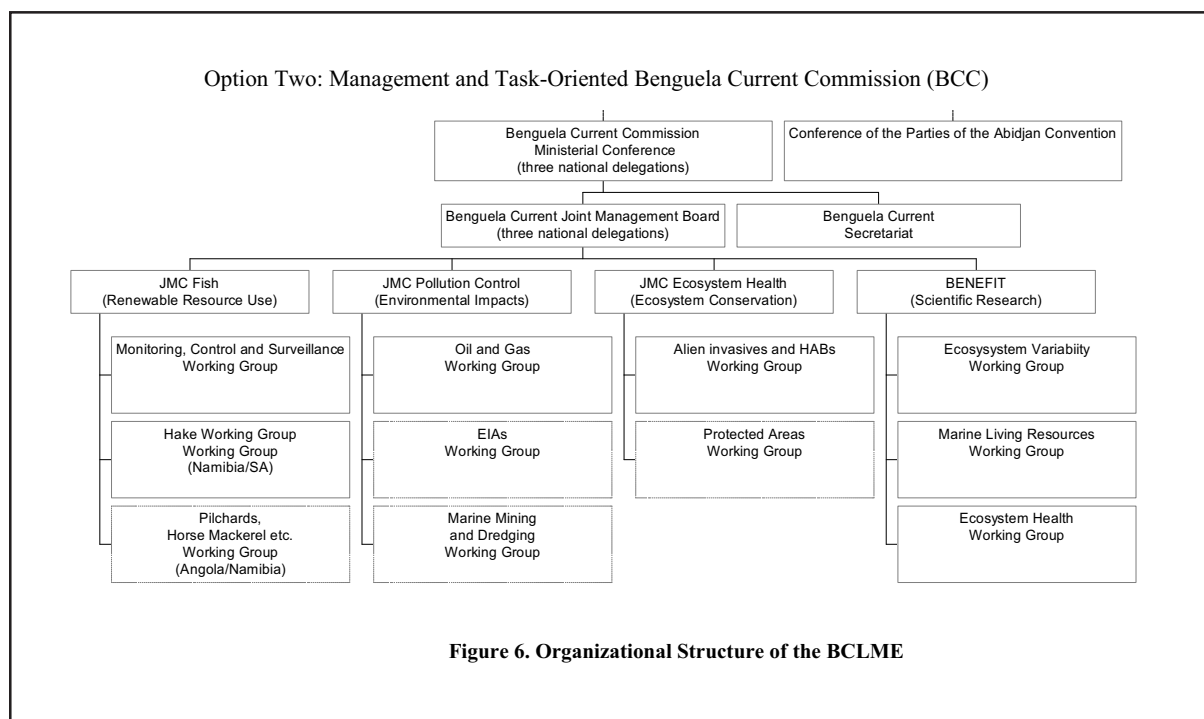 Option Two: Management and Task-Oriented Benguela Current Commission (BCC)
Benguela Current Commission
Ministerial Conference
(three national delegations)
Conference of the Parties of the Abidjan Convention
Benguela Current Joint Management Board
(three national delegations)
Benguela Current
Secretariat
JMC Fish
(Renewable Resource Use)
JMC Pollution Control
(Environmental Impacts)
JMC Ecosystem Health
(Ecosystem Conservation)
BENEFIT
(Scientific Research)
Monitoring, Control and Surveillance
Working Group
Oil and Gas
Working Group
Alien invasives and HABs
Working Group
Ecosysystem Variabiity
Working Group
Hake Working Group
Working Group
(Namibia/SA)
EIAs
Working Group
Protected Areas
Working Group
Marine Living Resources
Working Group
Pilchards,
Horse Mackerel etc.
Working Group
(Angola/Namibia)
Marine Mining
and Dredging
Working Group
Ecosystem Health
Working Group
Figure 6. Organizational Structure of the BCLME